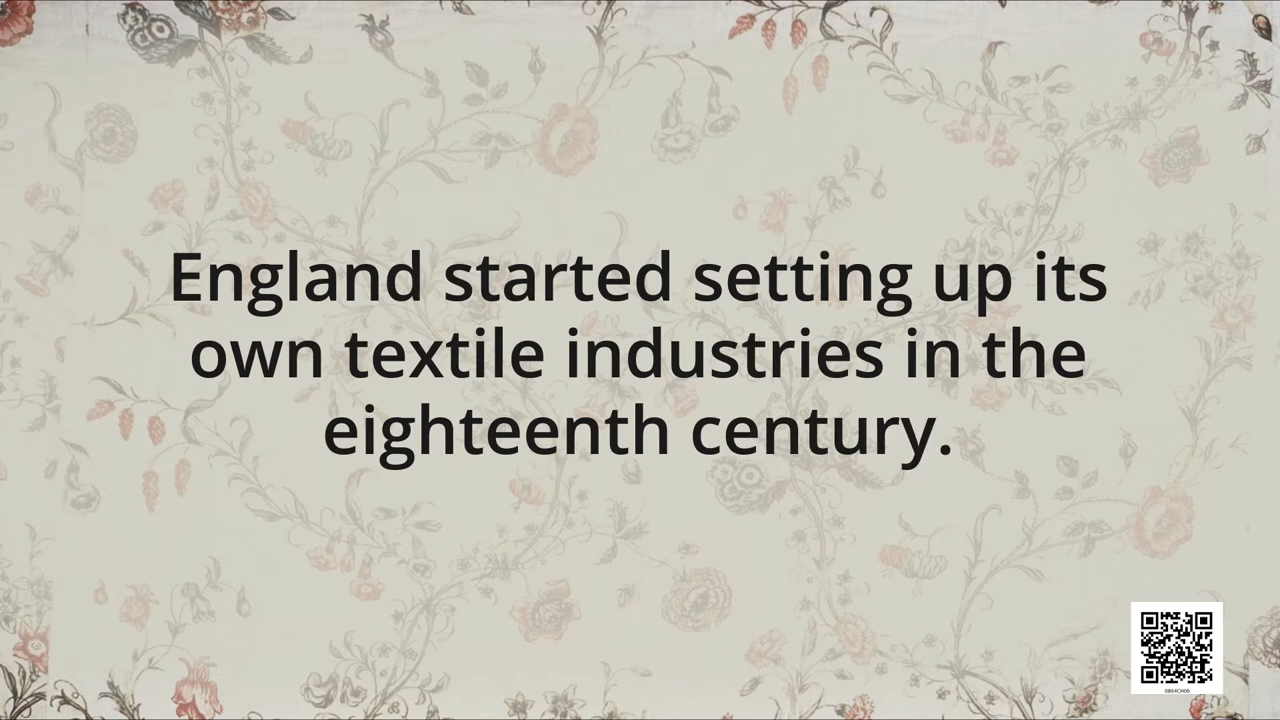 England started setting up its
own textile industries in the
eighteenth century.